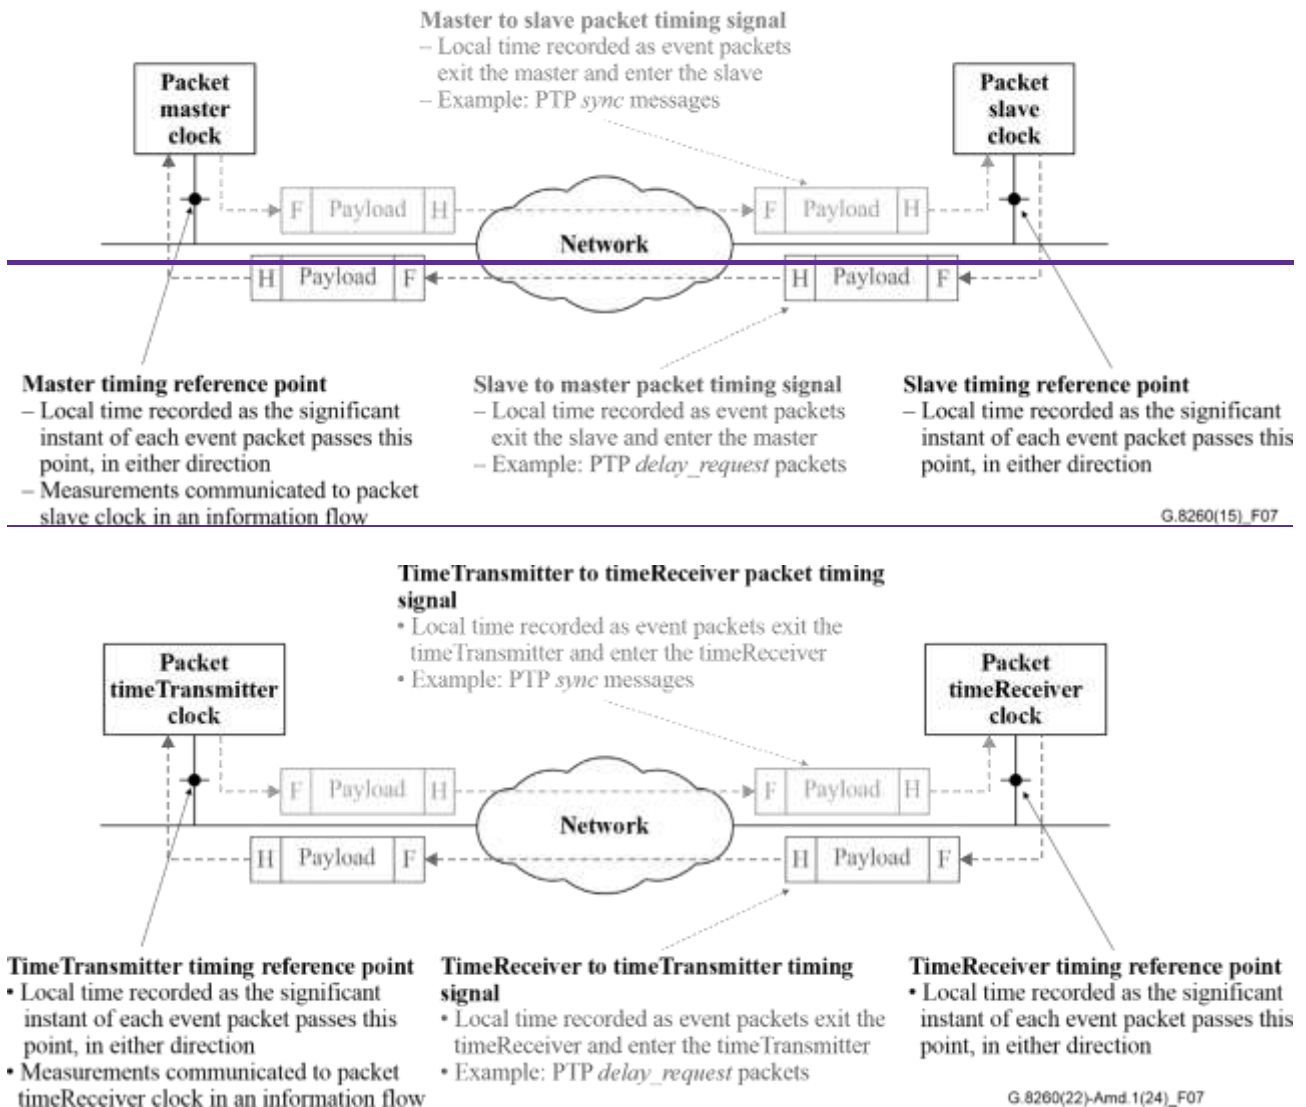 Master to slave packet timing signal
– Local time recorded as event packets
exit the master and enter the slave
– Example: PTP sync messages
Packet
master
clock
Packet
slave
clock
F Payload H
F Payload H
Network
H Payload F
H Payload F
Master timing reference point
– Local time recorded as the significant
instant of each event packet passes this
point, in either direction
– Measurements communicated to packet
slave clock in an information flow
Slave to master packet timing signal
– Local time recorded as event packets
exit the slave and enter the master
– Example: PTP delay_request packets
Slave timing reference point
– Local time recorded as the significant
instant of each event packet passes this
point, in either direction
G.8260(15)_F07
TimeTransmitter to timeReceiver packet timing
signal
• Local time recorded as event packets exit the
timeTransmitter and enter the timeReceiver
• Example: PTP sync messages
Packet
timeTransmitter
clock
Packet
timeReceiver
clock
F Payload H
F Payload H
Network
H Payload F
H Payload F
TimeTransmitter timing reference point
• Local time recorded as the significant
instant of each event packet passes this
point, in either direction
• Measurements communicated to packet
timeReceiver clock in an information flow
TimeReceiver to timeTransmitter timing
signal
• Local time recorded as event packets exit the
timeReceiver and enter the timeTransmitter
• Example: PTP delay_request packets
TimeReceiver timing reference point
• Local time recorded as the significant
instant of each event packet passes this
point, in either direction
G.8260(22)-Amd.1(24)_F07